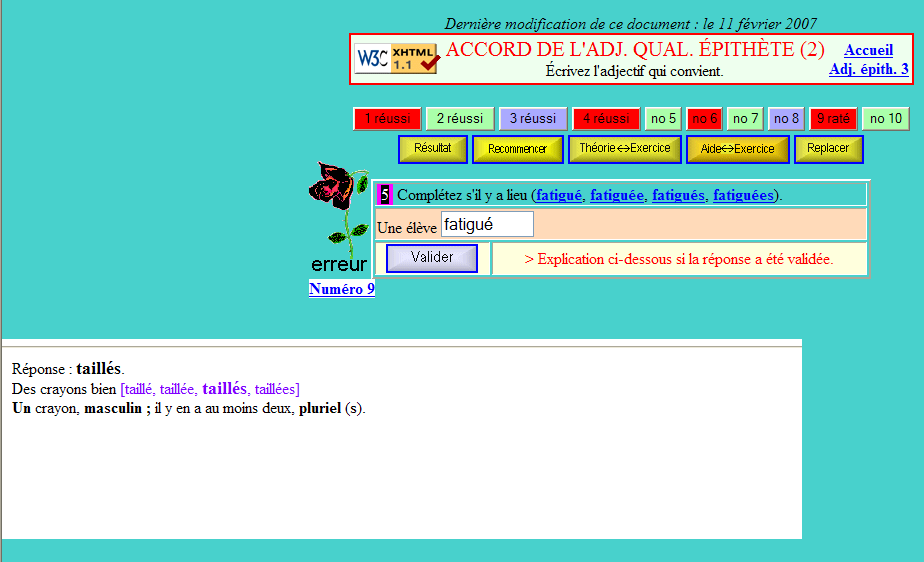 Dernière modification de ce document : le 11 février 2007
W3C XHTML 1.1
ACCORD DE L'ADJ. QUAL. ÉPITHÈTE (2)
Écrivez l'adjectif qui convient.
Accueil
Adj. épith. 3
1 réussi 2 réussi 3 réussi 4 réussi no 5 no 6 no 7 no 8 9 raté no 10
Résultat Recommencer Théorie<->Exercice Aide<->Exercice Replacer
5 Complétez s'il y a lieu (fatigué, fatiguée, fatigués, fatiguées).
Une élève fatigué
Valider > Explication ci-dessous si la réponse a été validée.
erreur
Numéro 9
Réponse : taillés.
Des crayons bien [taillé, taillée, taillés, taillées]
Un crayon, masculin ; il y en a au moins deux, pluriel (s).